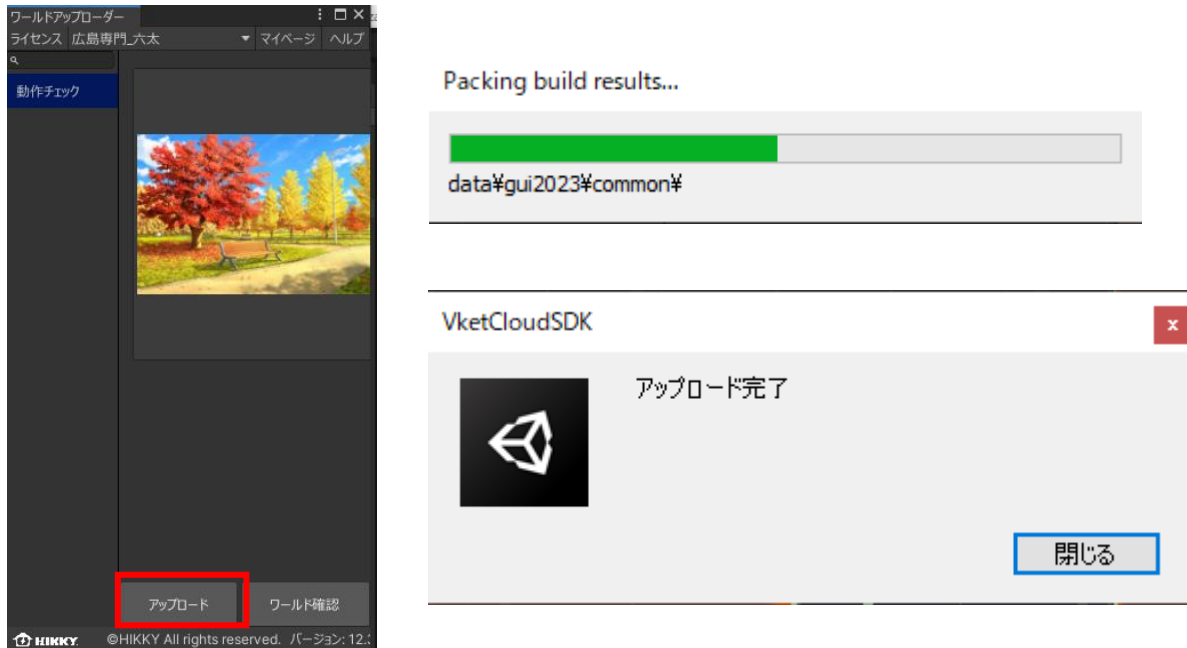 ワールドアップローダー
ライセンス 広島専門_六太 マイページ ヘルプ
動作チェック
アップロード ワールド確認
HIKKY ©HIKKY All rights reserved. バージョン: 12.3
Packing build results...
data¥gui2023¥common¥
VketCloudSDK
アップロード完了
閉じる